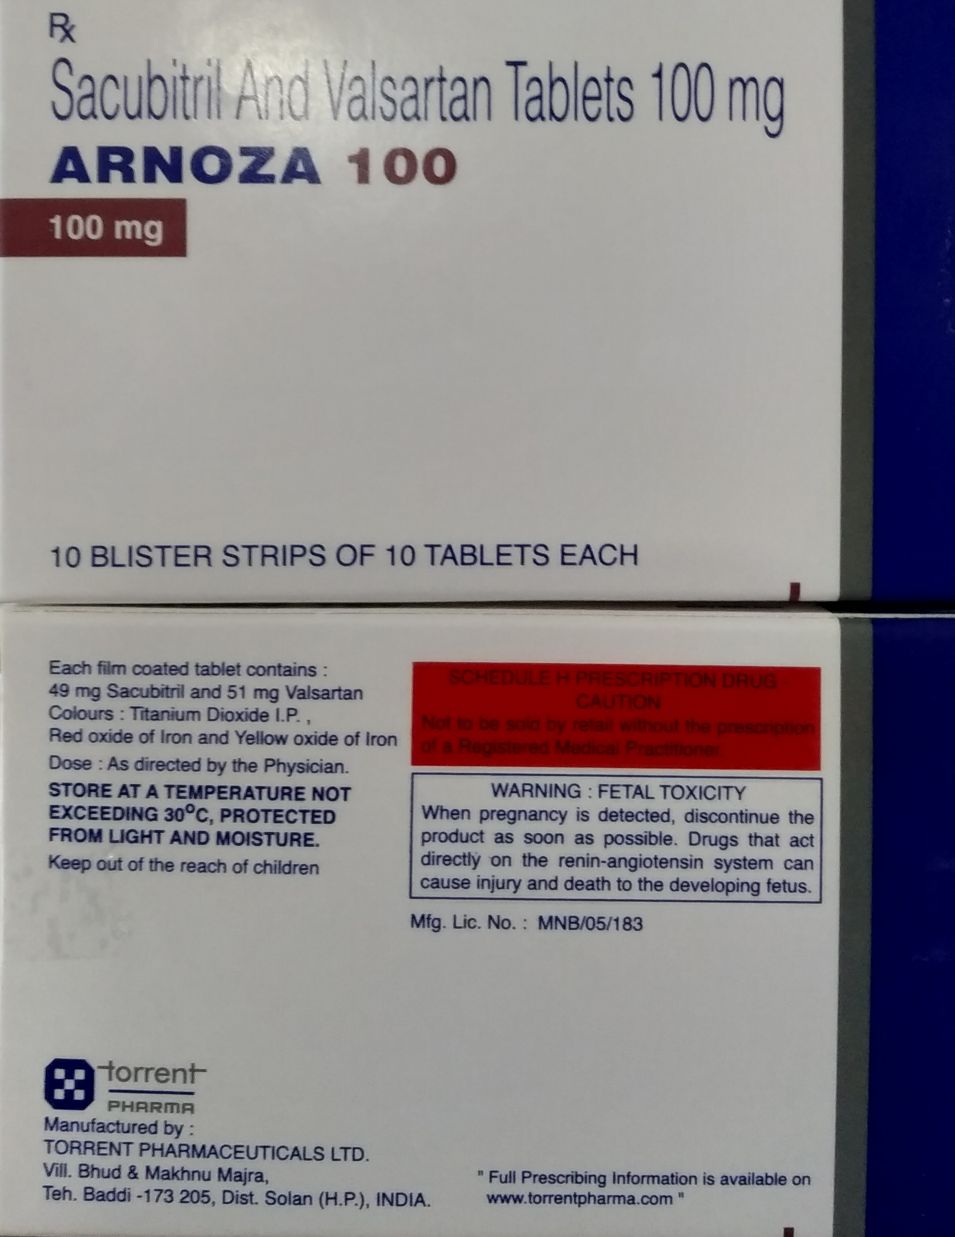 Rx
Sacubitril And Valsartan Tablets 100 mg
ARNOZA 100
100 mg
10 BLISTER STRIPS OF 10 TABLETS EACH
Each film coated tablet contains :
49 mg Sacubitril and 51 mg Valsartan
Colours : Titanium Dioxide I.P. ,
Red oxide of Iron and Yellow oxide of Iron
Dose : As directed by the Physician.
STORE AT A TEMPERATURE NOT
EXCEEDING 30°C, PROTECTED
FROM LIGHT AND MOISTURE.
Keep out of the reach of children
SCHEDULE H PRESCRIPTION DRUG -
CAUTION
Not to be sold by retail without the prescription
of a Registered Medical Practitioner.
WARNING : FETAL TOXICITY
When pregnancy is detected, discontinue the
product as soon as possible. Drugs that act
directly on the renin-angiotensin system can
cause injury and death to the developing fetus.
Mfg. Lic. No. : MNB/05/183
torrent
PHARMA
Manufactured by :
TORRENT PHARMACEUTICALS LTD.
Vill. Bhud & Makhnu Majra,
Teh. Baddi -173 205, Dist. Solan (H.P.), INDIA.
" Full Prescribing Information is available on
www.torrentpharma.com "